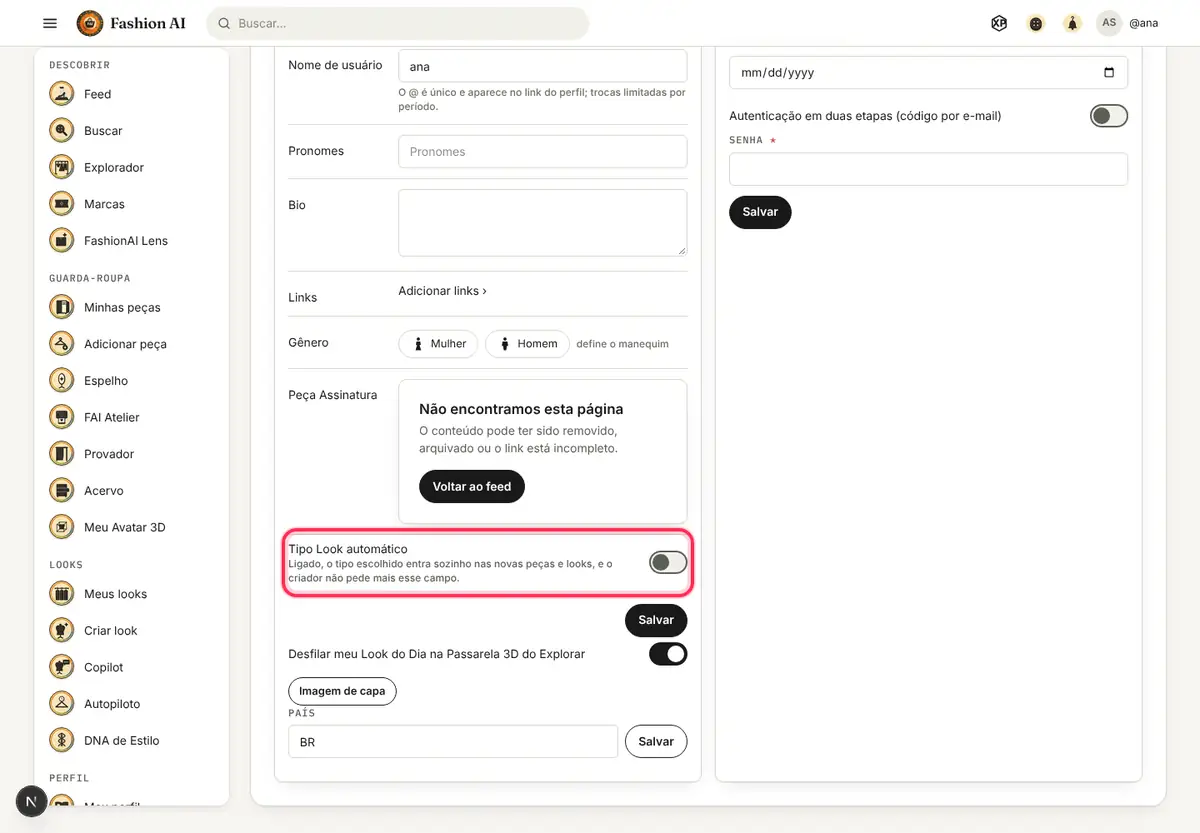 Fashion AI
Buscar...
XP
AS
@ana
DESCOBRIR
Feed
Buscar
Explorador
Marcas
FashionAI Lens
GUARDA-ROUPA
Minhas peças
Adicionar peça
Espelho
FAI Atelier
Provador
Acervo
Meu Avatar 3D
LOOKS
Meus looks
Criar look
Copilot
Autopiloto
DNA de Estilo
PERFIL
Meu perfil
N
Nome de usuário
ana
O @ é único e aparece no link do perfil; trocas limitadas por
período.
Pronomes
Pronomes
Bio
Links
Adicionar links ›
Gênero
Mulher
Homem
define o manequim
Peça Assinatura
Não encontramos esta página
O conteúdo pode ter sido removido,
arquivado ou o link está incompleto.
Voltar ao feed
Tipo Look automático
Ligado, o tipo escolhido entra sozinho nas novas peças e looks, e o
criador não pede mais esse campo.
Salvar
Desfilar meu Look do Dia na Passarela 3D do Explorar
Imagem de capa
PAÍS
BR
Salvar
mm/dd/yyyy
Autenticação em duas etapas (código por e-mail)
SENHA *
Salvar